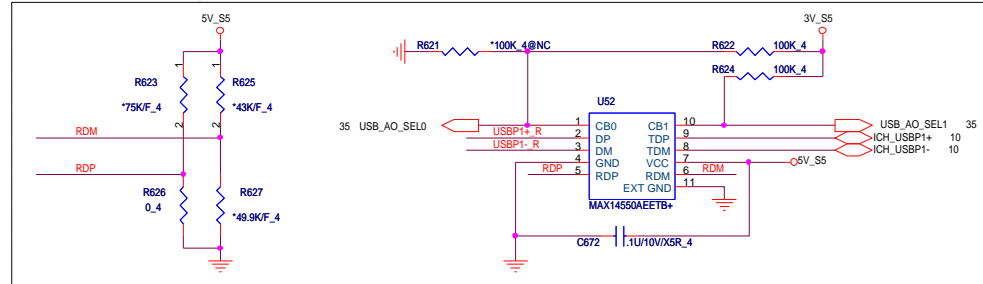 5V_S5
3V_S5
R621
*100K_4@NC
R622
100K_4
R624
100K_4
R623
R625
1
1
*75K/F_4
*43K/F_4
2
2
U52
35 USB_AO_SEL0
1 CB0 CB1 10
USB_AO_SEL1 35
RDM
USBP1+_R
2 DP TDP 9
ICH_USBP1+ 10
USBP1-_R
3 DM TDM 8
ICH_USBP1- 10
4 GND VCC 7
5V_S5
RDP
RDP
5 RDP RDM 6
RDM
EXT GND 11
MAX14550AEETB+
R626
R627
0_4
*49.9K/F_4
C672
.1U/10V/X5R_4